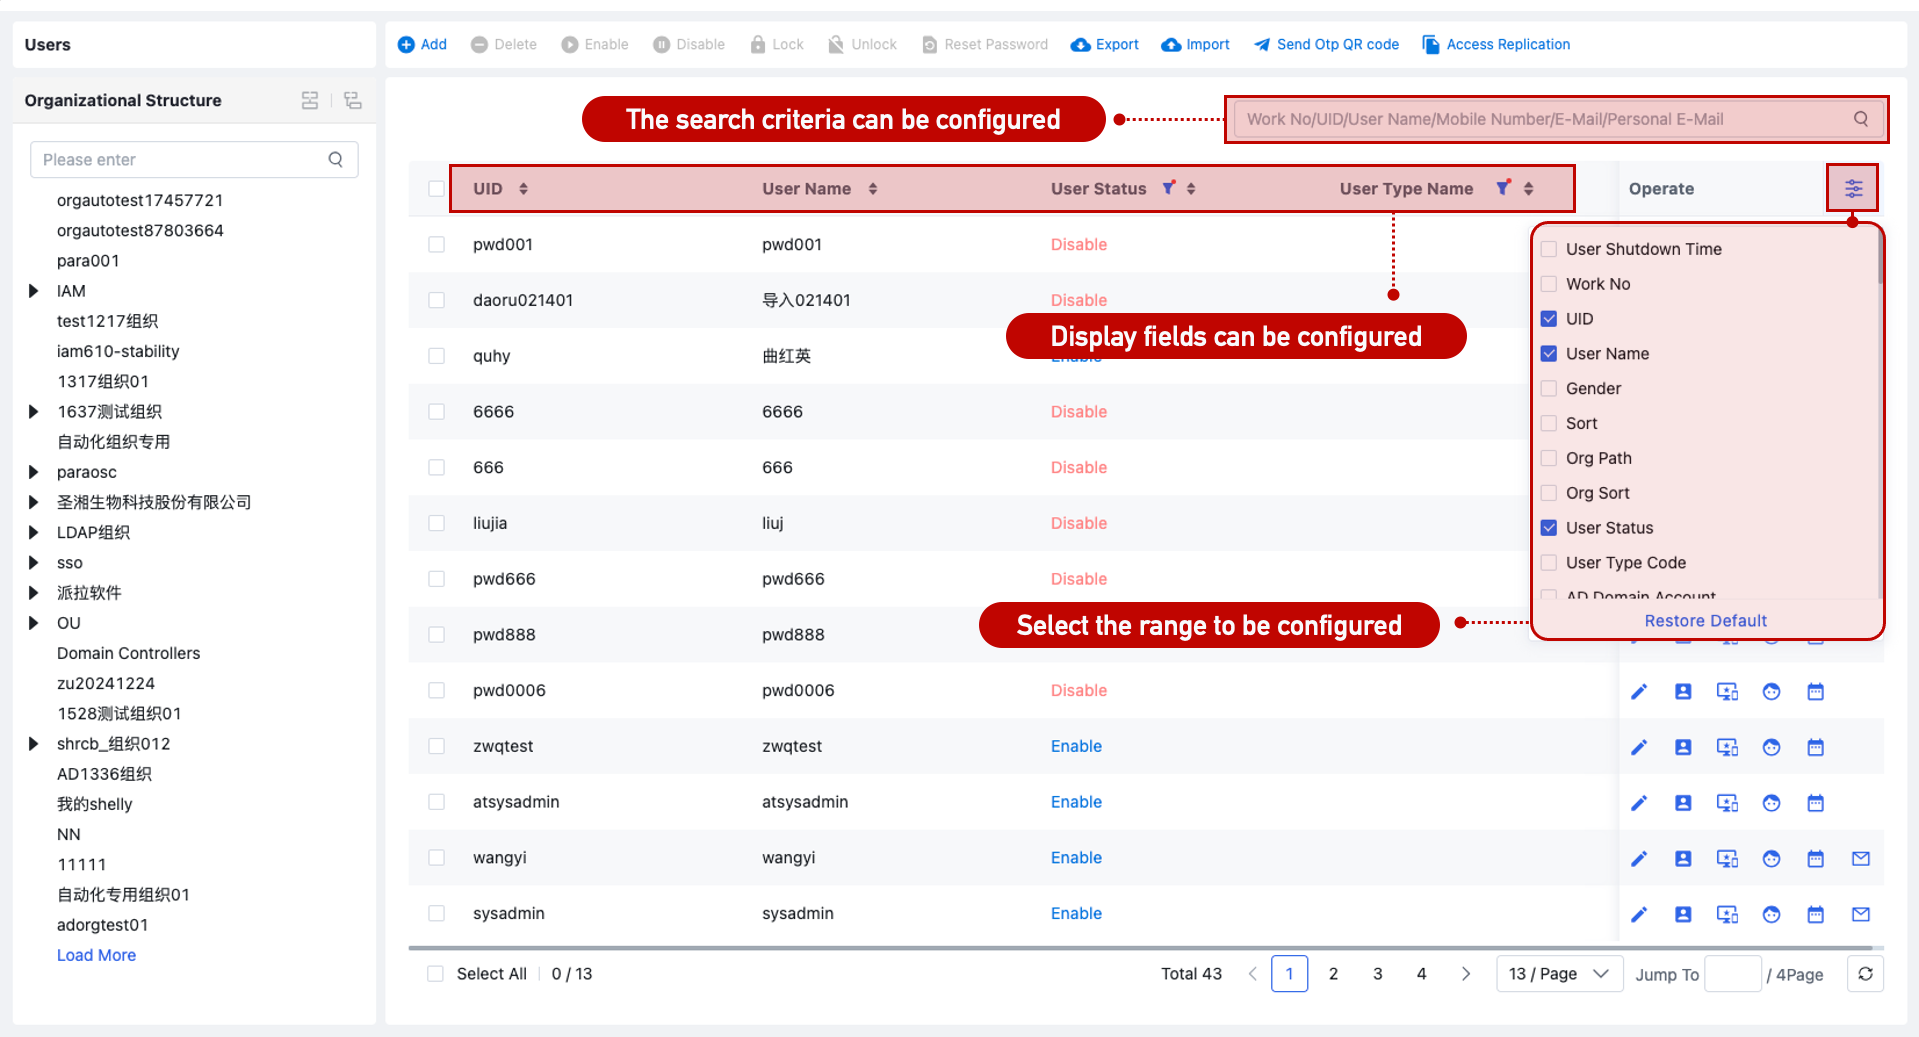 Users
Add Delete Enable Disable Lock Unlock Reset Password Export Import Send Otp QR code Access Replication
Organizational Structure
Please enter
orgautotest17457721
orgautotest87803664
para001
IAM
test1217组织
iam610-stability
1317组织01
1637测试组织
自动化组织专用
paraosc
圣湘生物科技股份有限公司
LDAP组织
sso
派拉软件
OU
Domain Controllers
zu20241224
1528测试组织01
shrcb_组织012
AD1336组织
我的shelly
NN
11111
自动化专用组织01
adorgtest01
Load More
The search criteria can be configured
Work No/UID/User Name/Mobile Number/E-Mail/Personal E-Mail
UID User Name User Status User Type Name Operate
pwd001 pwd001 Disable
daoru021401 导入021401 Disable
Display fields can be configured
quhy 曲红英 Enable
6666 6666 Disable
666 666 Disable
liujia liuj Disable
pwd666 pwd666 Disable
Select the range to be configured
pwd888 pwd888
pwd0006 pwd0006 Disable
zwqtest zwqtest Enable
atsysadmin atsysadmin Enable
wangyi wangyi Enable
sysadmin sysadmin Enable
User Shutdown Time
Work No
UID
User Name
Gender
Sort
Org Path
Org Sort
User Status
User Type Code
AD Domain Account
Restore Default
Select All 0 / 13
Total 43 1 2 3 4 13 / Page Jump To / 4Page